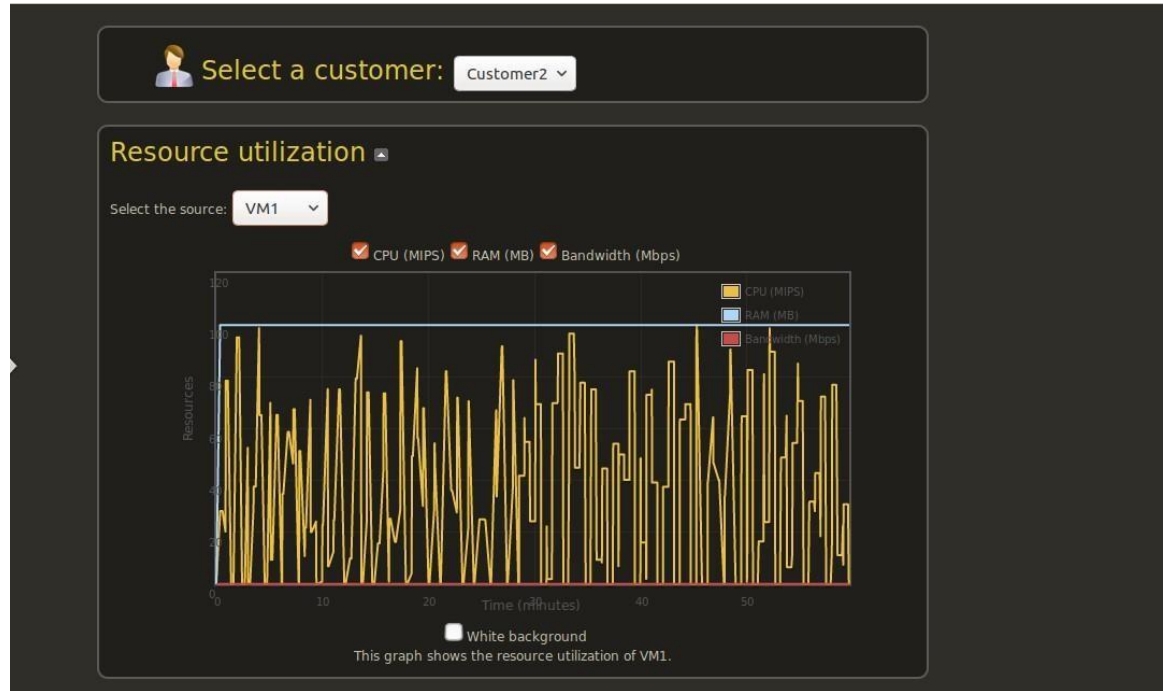 Select a customer: Customer2
Resource utilization
Select the source: VM1
CPU (MIPS) RAM (MB) Bandwidth (Mbps)
120
100
80
60
40
20
0
Resources
CPU (MIPS)
RAM (MB)
Bandwidth (Mbps)
0 10 20 30 40 50
Time (minutes)
White background
This graph shows the resource utilization of VM1.